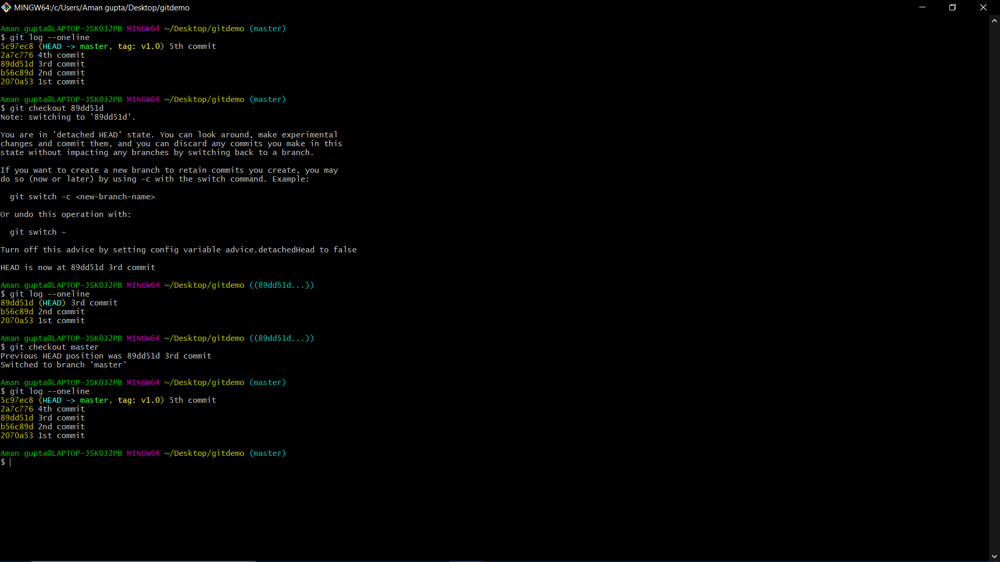 MINGW64:/c/Users/Aman gupta/Desktop/gitdemo
Aman gupta@LAPTOP-JSKOJ2PB MINGW64 ~/Desktop/gitdemo (master)
$ git log --oneline
5c97ec8 (HEAD -> master, tag: v1.0) 5th commit
2a7c776 4th commit
89dd51d 3rd commit
b56c89d 2nd commit
2070a53 1st commit
Aman gupta@LAPTOP-JSKOJ2PB MINGW64 ~/Desktop/gitdemo (master)
$ git checkout 89dd51d
Note: switching to '89dd51d'.
You are in 'detached HEAD' state. You can look around, make experimental
changes and commit them, and you can discard any commits you make in this
state without impacting any branches by switching back to a branch.
If you want to create a new branch to retain commits you create, you may
do so (now or later) by using -c with the switch command. Example:
git switch -c <new-branch-name>
Or undo this operation with:
git switch -
Turn off this advice by setting config variable advice.detachedHead to false
HEAD is now at 89dd51d 3rd commit
Aman gupta@LAPTOP-JSKOJ2PB MINGW64 ~/Desktop/gitdemo ((89dd51d...))
$ git log --oneline
89dd51d (HEAD) 3rd commit
b56c89d 2nd commit
2070a53 1st commit
Aman gupta@LAPTOP-JSKOJ2PB MINGW64 ~/Desktop/gitdemo ((89dd51d...))
$ git checkout master
Previous HEAD position was 89dd51d 3rd commit
Switched to branch 'master'
Aman gupta@LAPTOP-JSKOJ2PB MINGW64 ~/Desktop/gitdemo (master)
$ git log --oneline
5c97ec8 (HEAD -> master, tag: v1.0) 5th commit
2a7c776 4th commit
89dd51d 3rd commit
b56c89d 2nd commit
2070a53 1st commit
Aman gupta@LAPTOP-JSKOJ2PB MINGW64 ~/Desktop/gitdemo (master)
$